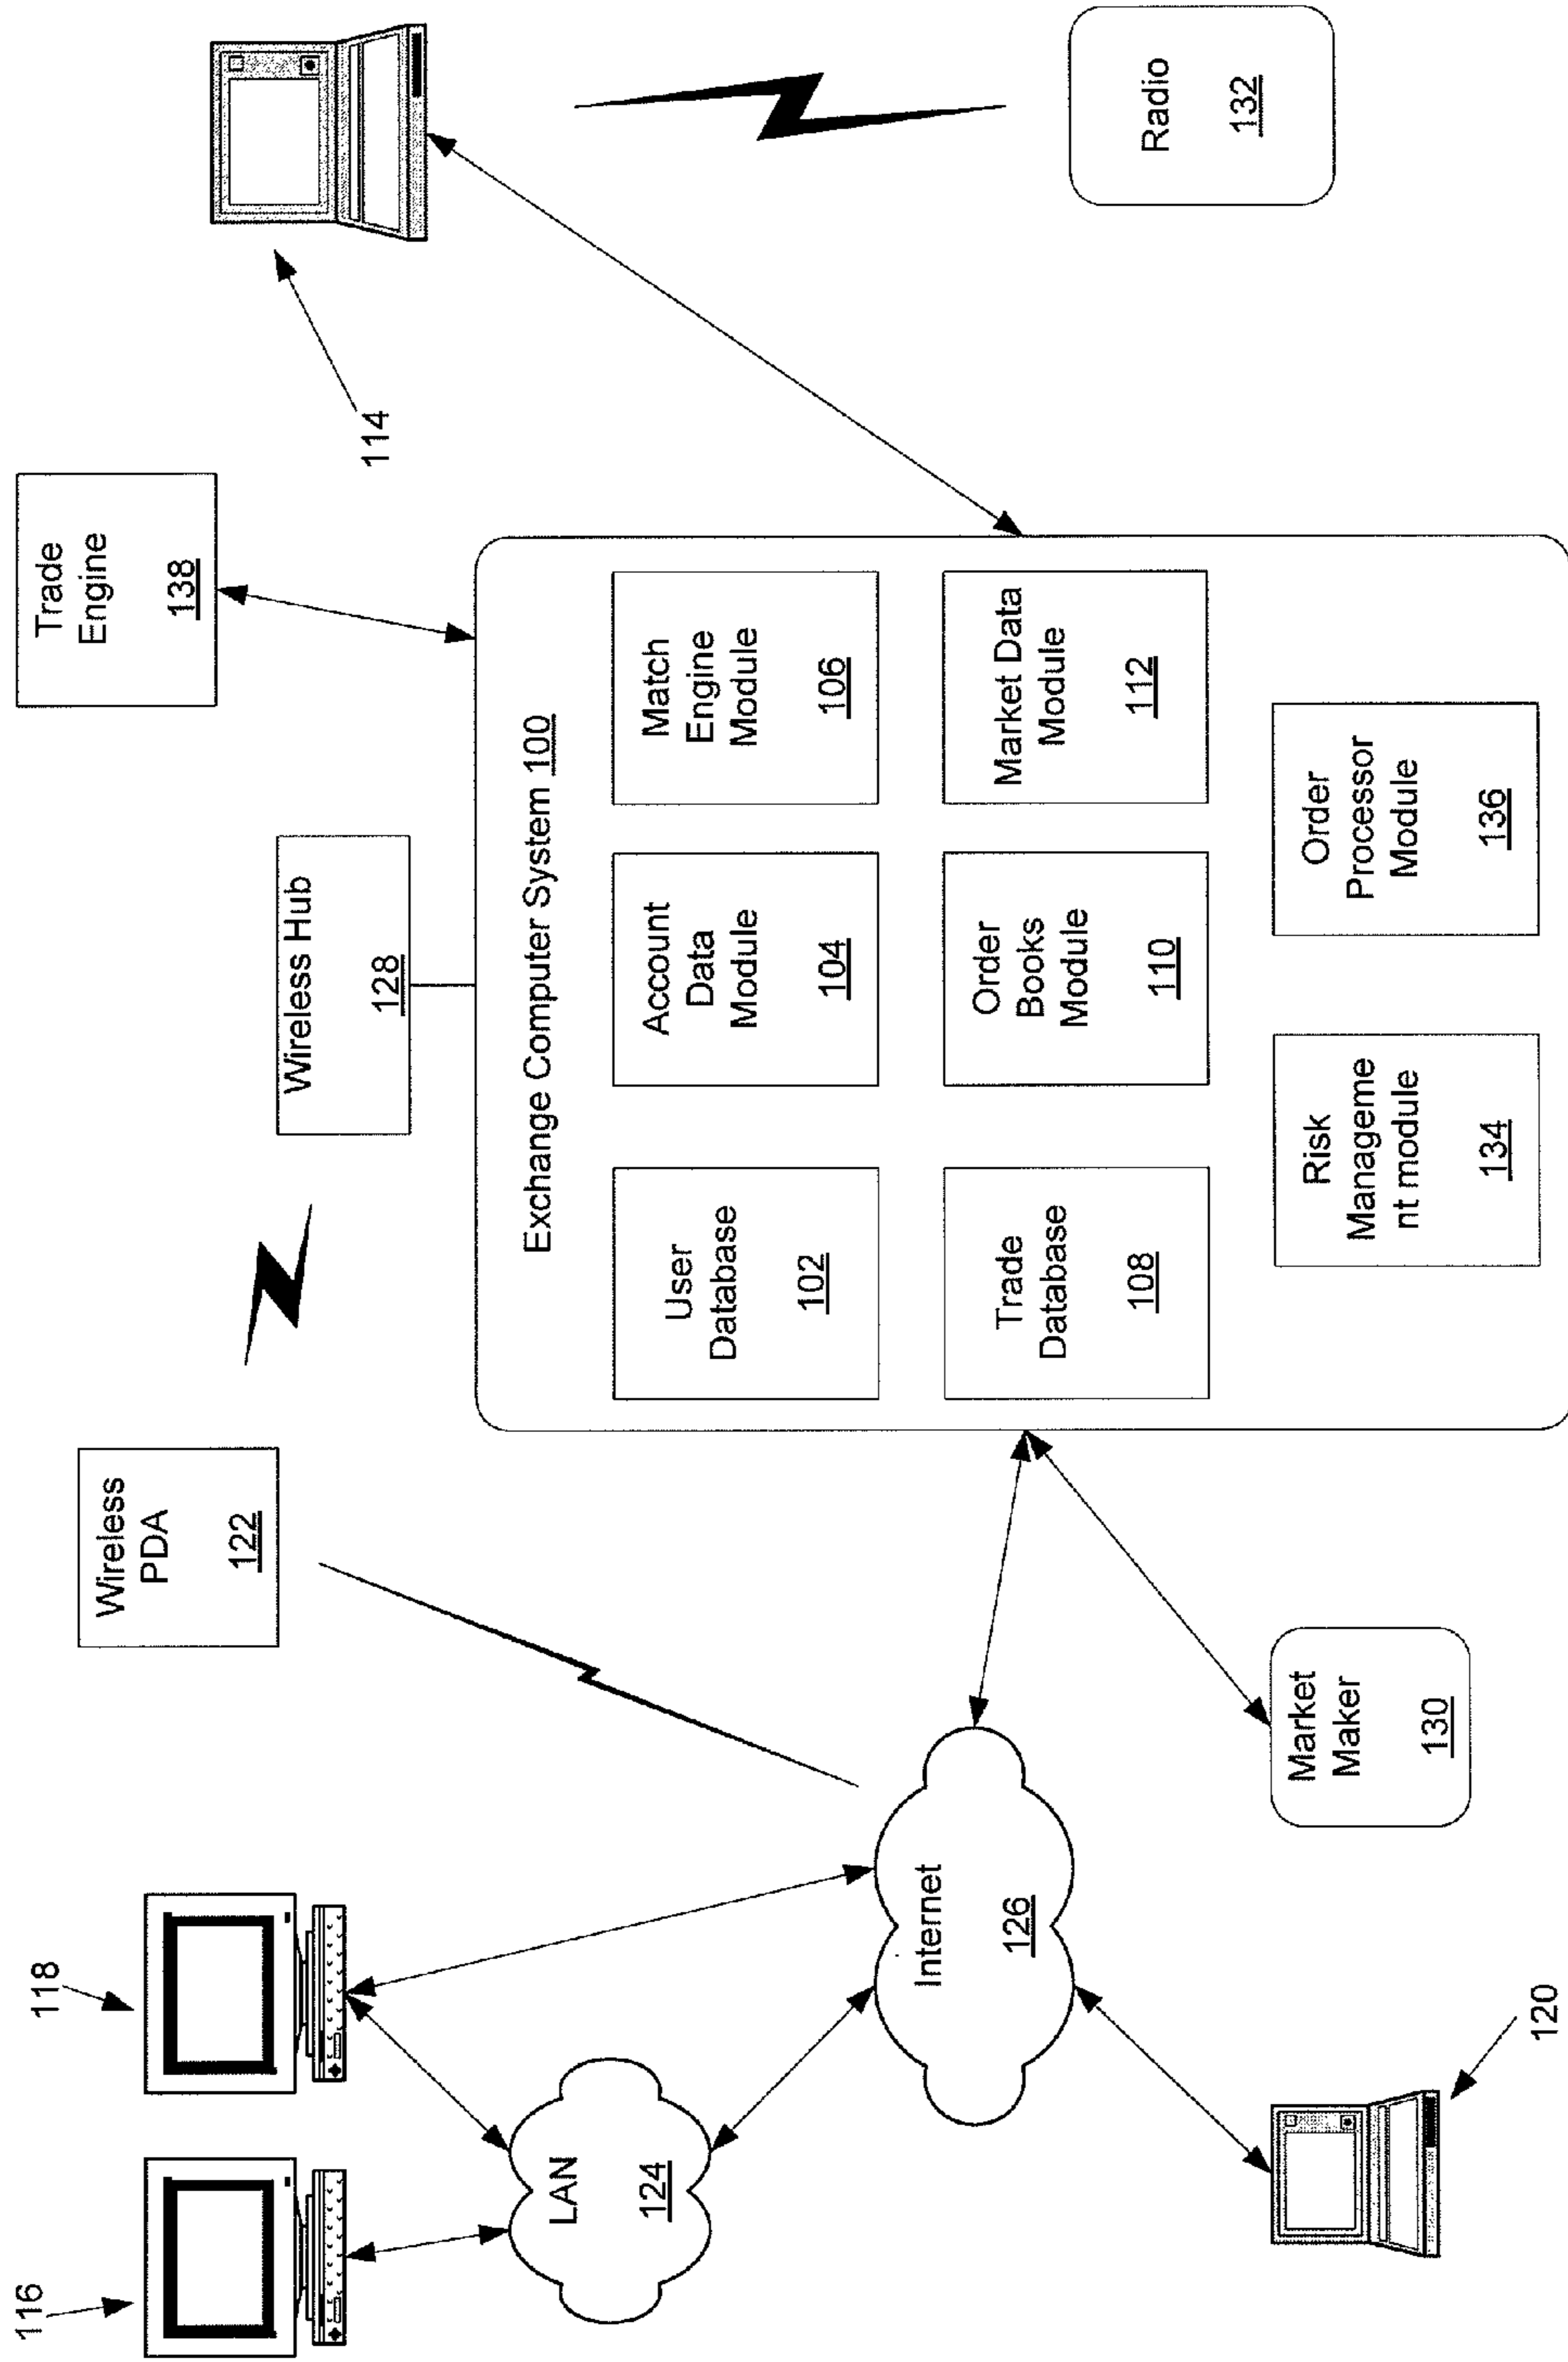 116
118
Wireless
PDA
122
Wireless Hub
128
Trade
Engine
138
114
LAN
124
Internet
126
Exchange Computer System 100
User
Database
102
Account
Data
Module
104
Match
Engine
Module
106
Trade
Database
108
Order
Books
Module
110
Market Data
Module
112
Risk
Manageme
nt module
134
Order
Processor
Module
136
120
Market
Maker
130
Radio
132